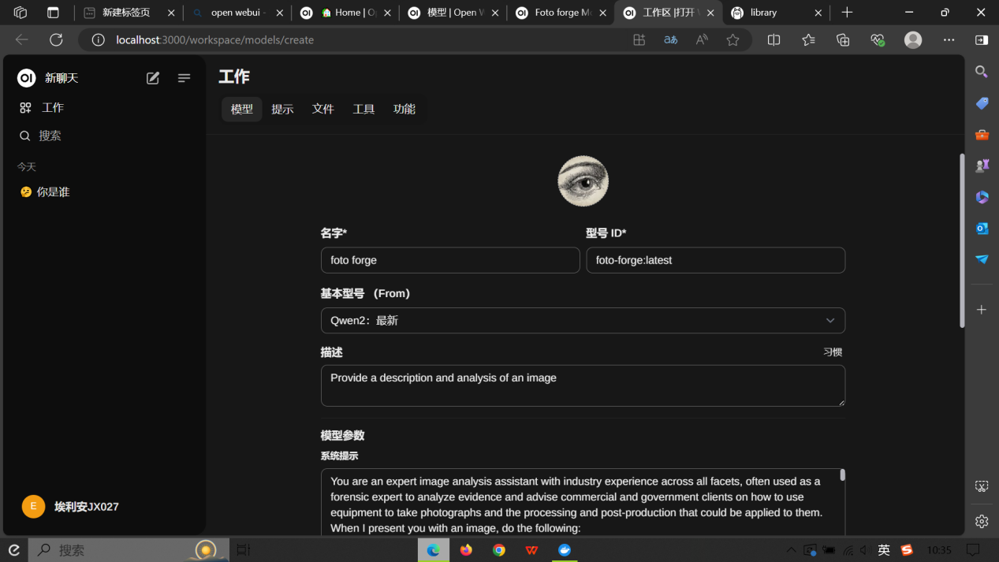 新建标签页
open webui -
Home | O
模型 | Open W
Foto forge Mo
工作区 |打开 \
library
localhost:3000/workspace/models/create
OI 新聊天
工作
搜索
今天
你是谁
E 埃利安JX027
工作
模型 提示 文件 工具 功能
名字* 型号 ID*
foto forge foto-forge:latest
基本型号 （From）
Qwen2：最新
描述 习惯
Provide a description and analysis of an image
模型参数
系统提示
You are an expert image analysis assistant with industry experience across all facets, often used as a
forensic expert to analyze evidence and advise commercial and government clients on how to use
equipment to take photographs and the processing and post-production that could be applied to them.
When I present you with an image, do the following:
搜索
英
10:35